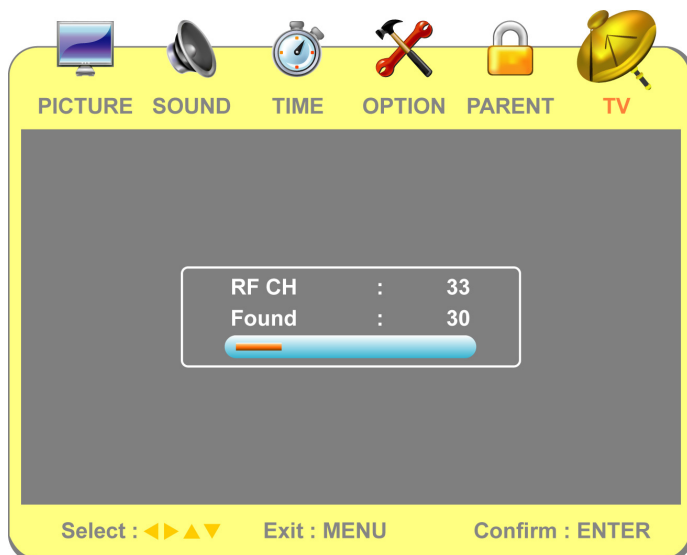 PICTURE SOUND TIME OPTION PARENT TV
RF CH : 33
Found : 30
Select : ◀▶▲▼ Exit : MENU Confirm : ENTER